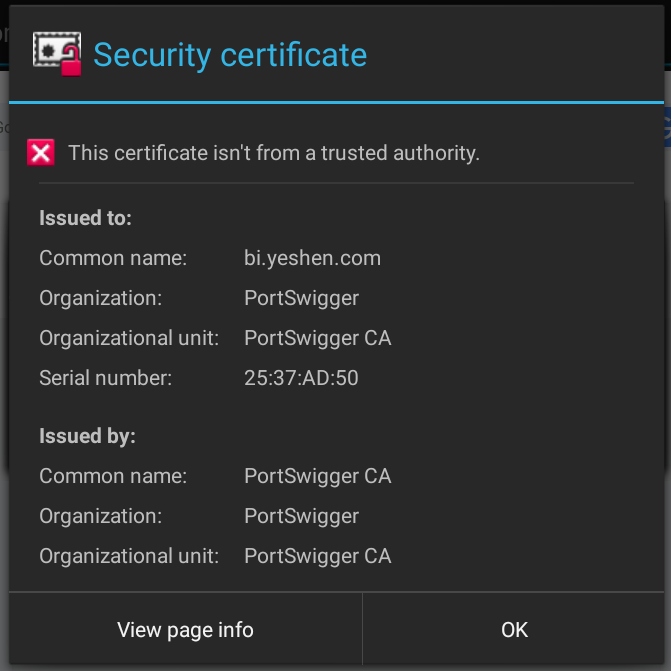 Security certificate
This certificate isn't from a trusted authority.
Issued to:
Common name: bi.yeshen.com
Organization: PortSwigger
Organizational unit: PortSwigger CA
Serial number: 25:37:AD:50
Issued by:
Common name: PortSwigger CA
Organization: PortSwigger
Organizational unit: PortSwigger CA
View page info OK